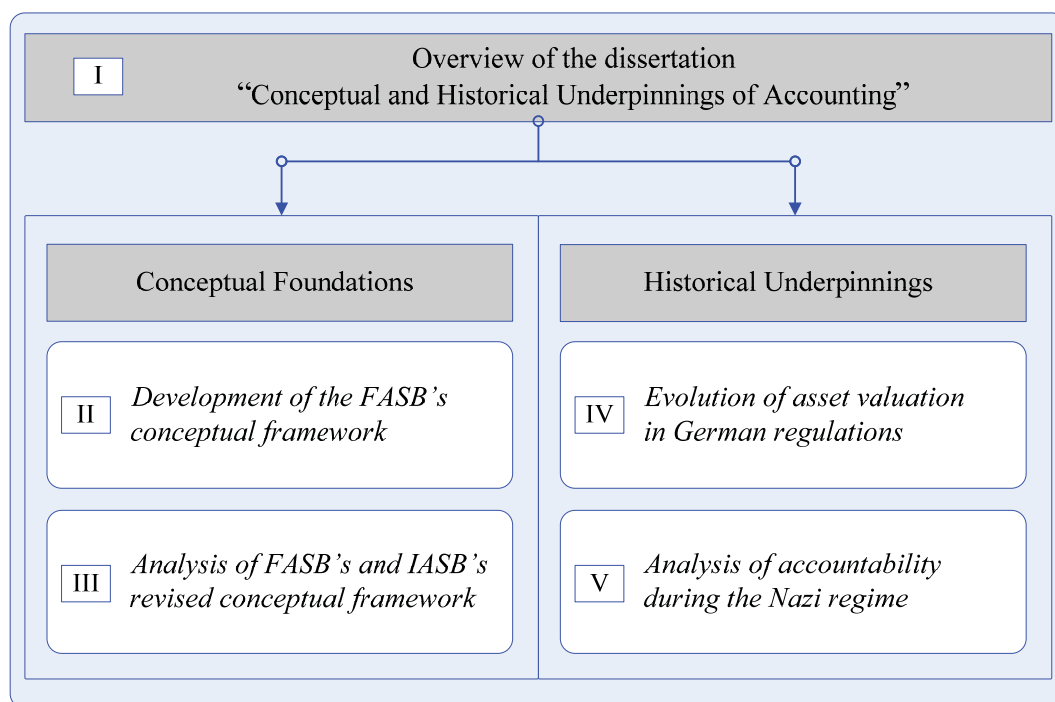 I
Overview of the dissertation
“Conceptual and Historical Underpinnings of Accounting”
Conceptual Foundations
II
Development of the FASB’s
conceptual framework
III
Analysis of FASB’s and IASB’s
revised conceptual framework
Historical Underpinnings
IV
Evolution of asset valuation
in German regulations
V
Analysis of accountability
during the Nazi regime